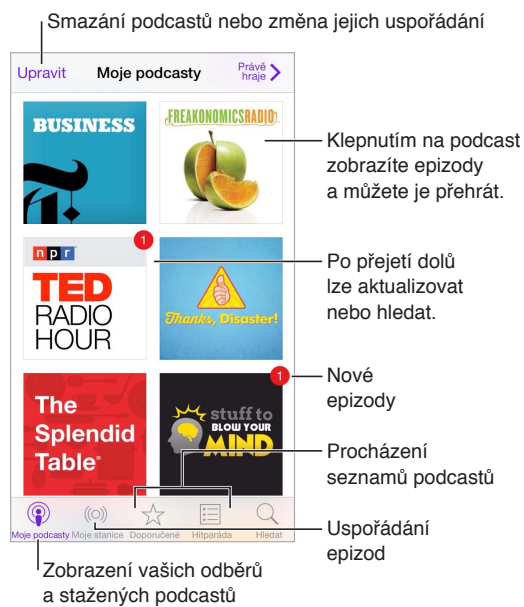 Smazání podcastů nebo změna jejich uspořádání
Upravit
Moje podcasty
Právě
hraje
BUSINESS
FREAKONOMICSRADIO
Klepnutím na podcast
zobrazíte epizody
a můžete je přehrát.
npr
1
TED
RADIO
HOUR
Thanks, Disaster!
Po přejetí dolů
lze aktualizovat
nebo hledat.
1
Nové
epizody
The
Splendid
Table®
stuff to
BLOW YOUR
MIND
Procházení
seznamů podcastů
Moje podcasty
Moje stanice
Doporučené
Hitparáda
Hledat
Uspořádání
epizod
Zobrazení vašich odběrů
a stažených podcastů